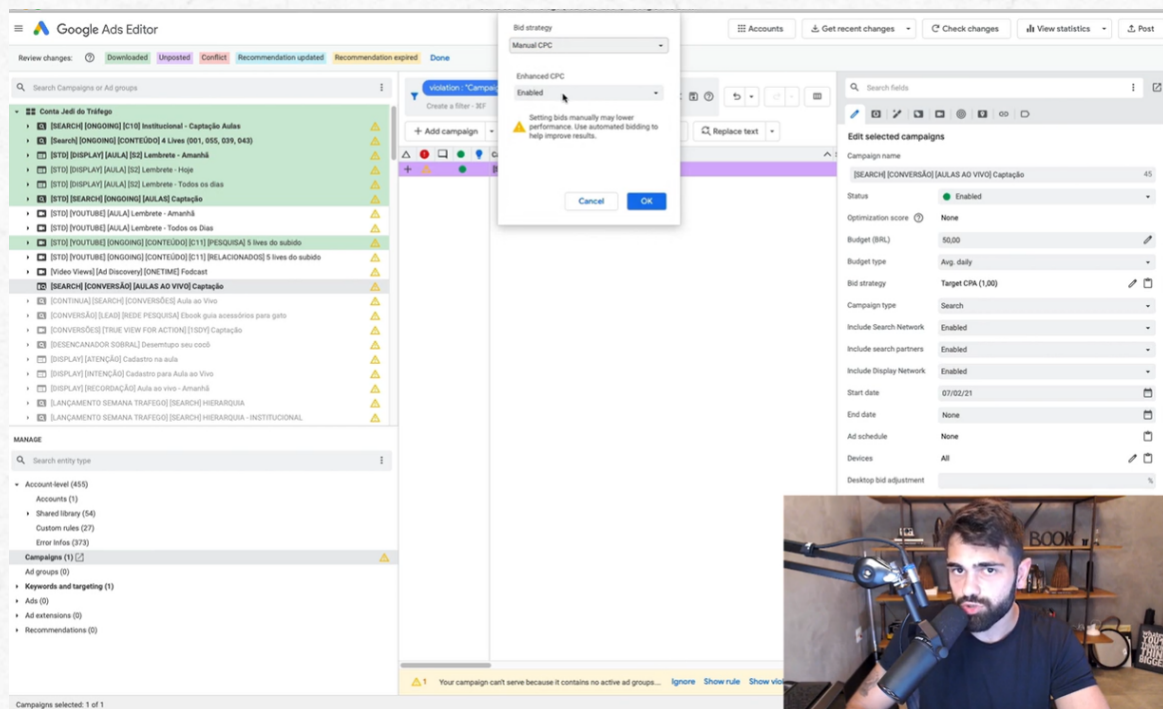 Google Ads Editor
Accounts
Get recent changes
Check changes
View statistics
Post
Review changes:
Downloaded
Unposted
Conflict
Recommendation updated
Recommendation expired
Done
Search Campaigns or Ad groups
Conta Jedi do Tráfego
[SEARCH] [ONGOING] [C10] Institucional - Captação Aulas
[Search] [ONGOING] [CONTEÚDO] 4 Lives (001, 055, 039, 043)
[STD] [DISPLAY] [AULA] [S2] Lembrete - Amanhã
[STD] [DISPLAY] [AULA] [S2] Lembrete - Hoje
[STD] [DISPLAY] [AULA] [S2] Lembrete - Todos os dias
[STD] [SEARCH] [ONGOING] [AULAS] Captação
[STD] [YOUTUBE] [AULA] Lembrete - Amanhã
[STD] [YOUTUBE] [AULA] Lembrete - Todos os Dias
[STD] [YOUTUBE] [ONGOING] [CONTEÚDO] [C11] [PESQUISA] 5 lives do subido
[STD] [YOUTUBE] [ONGOING] [CONTEÚDO] [C11] [RELACIONADOS] 5 lives do subido
[Video Views] [Ad Discovery] [ONETIME] Fodcast
[SEARCH] [CONVERSÃO] [AULAS AO VIVO] Captação
[CONTINUA] [SEARCH] [CONVERSÕES] Aula ao Vivo
[CONVERSÃO] [LEAD] [REDE PESQUISA] Ebook guia acessórios para gato
[CONVERSÕES] [TRUE VIEW FOR ACTION] [1SDY] Captação
[DESENCANADOR SOBRAL] Desemtupo seu cocô
[DISPLAY] [ATENÇÃO] Cadastro na aula
[DISPLAY] [INTENÇÃO] Cadastro para Aula ao Vivo
[DISPLAY] [RECORDAÇÃO] Aula ao vivo - Amanhã
[LANÇAMENTO SEMANA TRAFEGO] [SEARCH] HIERARQUIA
[LANÇAMENTO SEMANA TRAFEGO] [SEARCH] HIERARQUIA - INSTITUCIONAL
MANAGE
Search entity type
Account-level (455)
Accounts (1)
Shared library (54)
Custom rules (27)
Error Infos (373)
Campaigns (1)
Ad groups (0)
Keywords and targeting (1)
Ads (0)
Ad extensions (0)
Recommendations (0)
Campaigns selected: 1 of 1
violation : "Campaig
Create a filter - ⌘F
+ Add campaign
Replace text
Bid strategy
Manual CPC
Enhanced CPC
Enabled
Setting bids manually may lower
performance. Use automated bidding to
help improve results.
Cancel
OK
1 Your campaign can't serve because it contains no active ad groups...
Ignore
Show rule
Show viol
Search fields
Edit selected campaigns
Campaign name
[SEARCH] [CONVERSÃO] [AULAS AO VIVO] Captação 45
Status Enabled
Optimization score None
Budget (BRL) 50,00
Budget type Avg. daily
Bid strategy Target CPA (1,00)
Campaign type Search
Include Search Network Enabled
Include search partners Enabled
Include Display Network Enabled
Start date 07/02/21
End date None
Ad schedule None
Devices All
Desktop bid adjustment %
BOOK
THINK
BIGGE